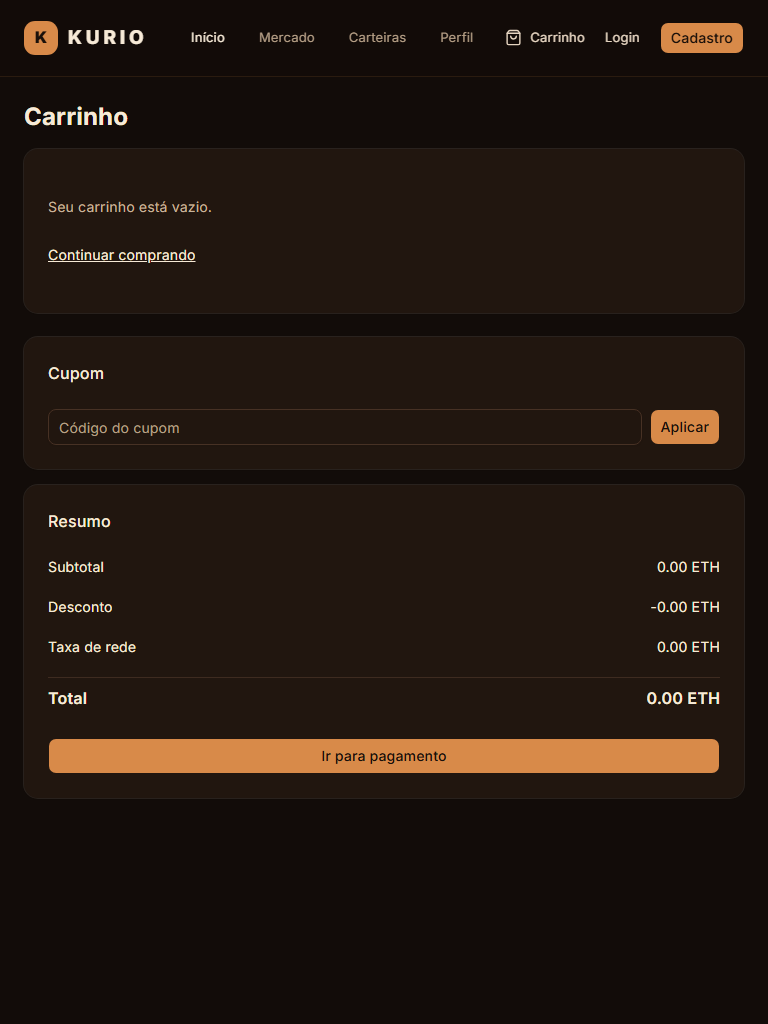 K KURIO Início Mercado Carteiras Perfil Carrinho Login Cadastro
Carrinho
Seu carrinho está vazio.
Continuar comprando
Cupom
Código do cupom Aplicar
Resumo
Subtotal 0.00 ETH
Desconto -0.00 ETH
Taxa de rede 0.00 ETH
Total 0.00 ETH
Ir para pagamento